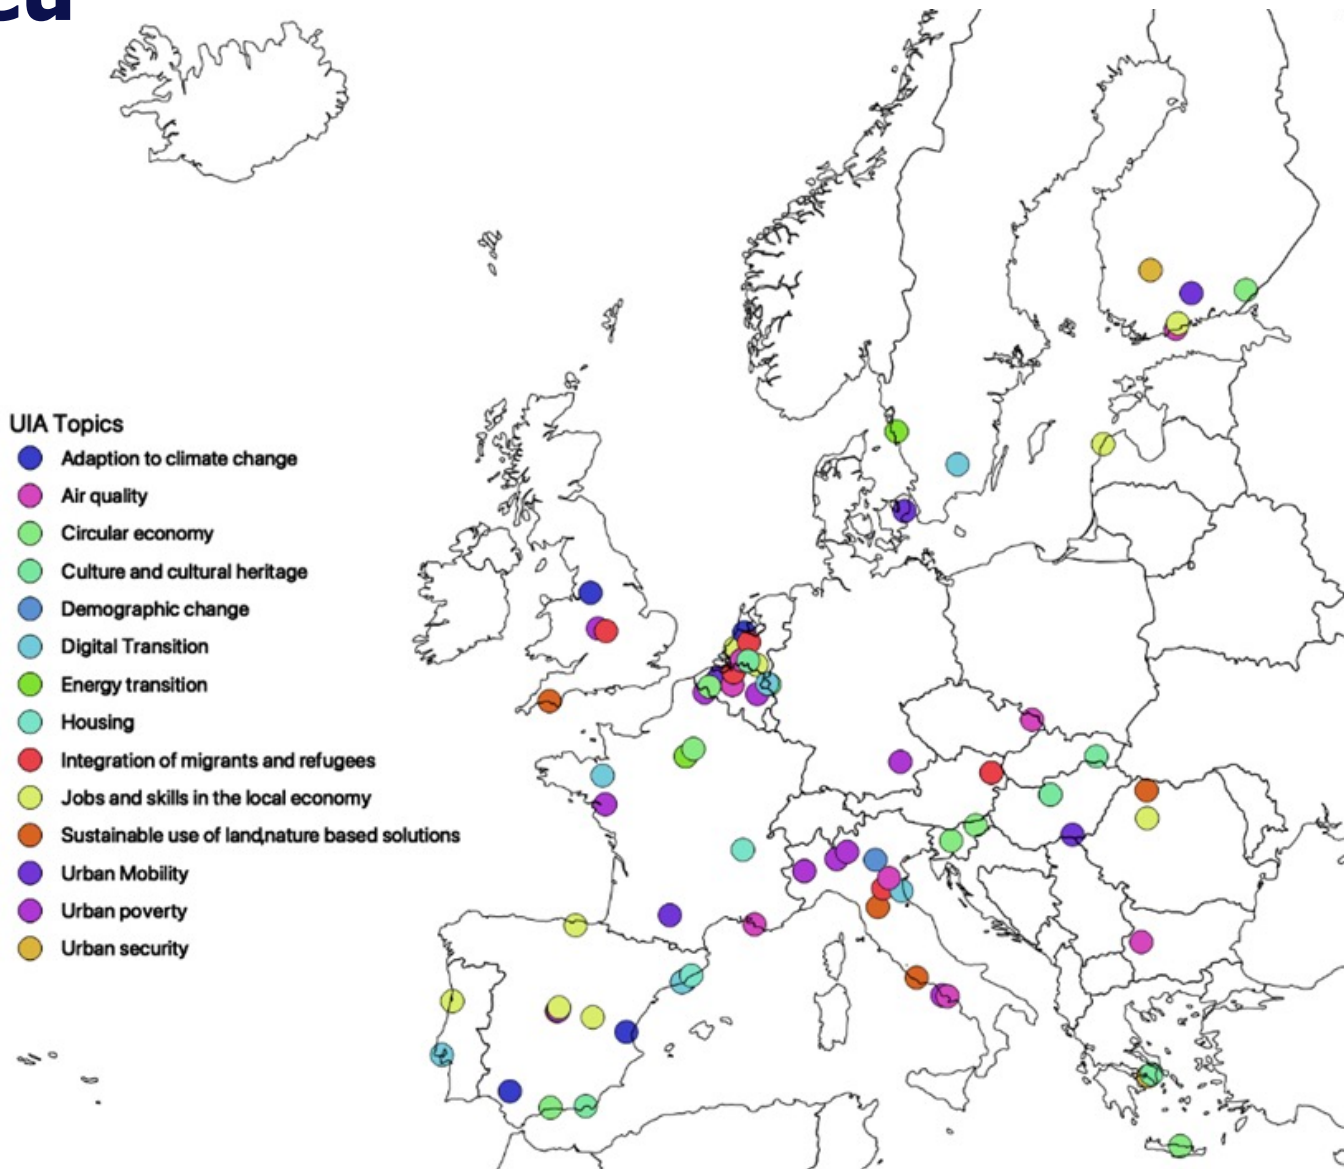 UIA Topics
Adaption to climate change
Air quality
Circular economy
Culture and cultural heritage
Demographic change
Digital Transition
Energy transition
Housing
Integration of migrants and refugees
Jobs and skills in the local economy
Sustainable use of land,nature based solutions
Urban Mobility
Urban poverty
Urban security